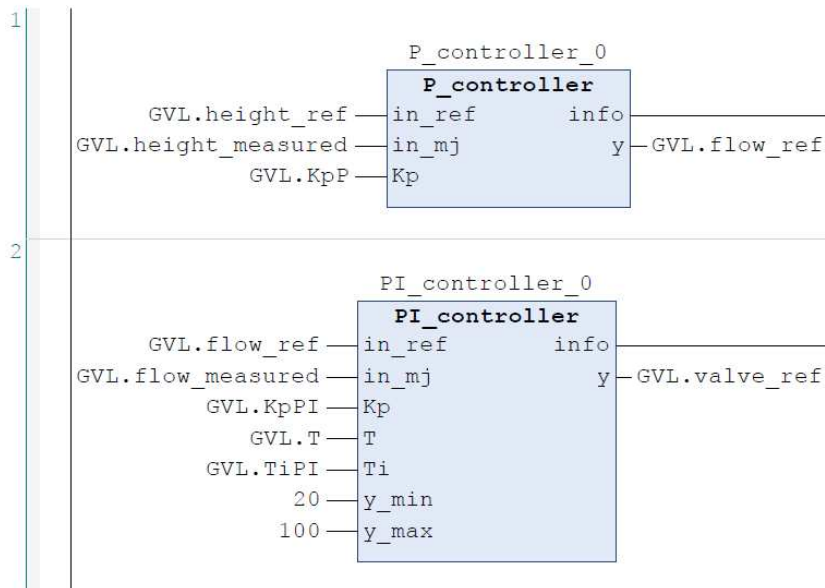 1
P_controller_0
P_controller
GVL.height_ref in_ref info
GVL.height_measured in_mj y GVL.flow_ref
GVL.KpP Kp
2
PI_controller_0
PI_controller
GVL.flow_ref in_ref info
GVL.flow_measured in_mj y GVL.valve_ref
GVL.KpPI Kp
GVL.T T
GVL.TiPI Ti
20 y_min
100 y_max